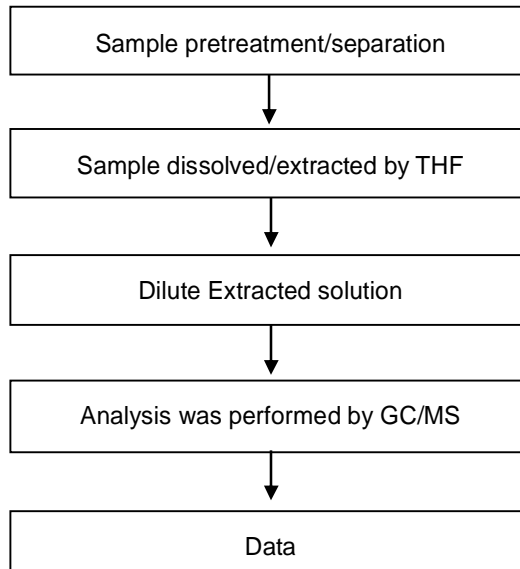 Sample pretreatment/separation
Sample dissolved/extracted by THF
Dilute Extracted solution
Analysis was performed by GC/MS
Data